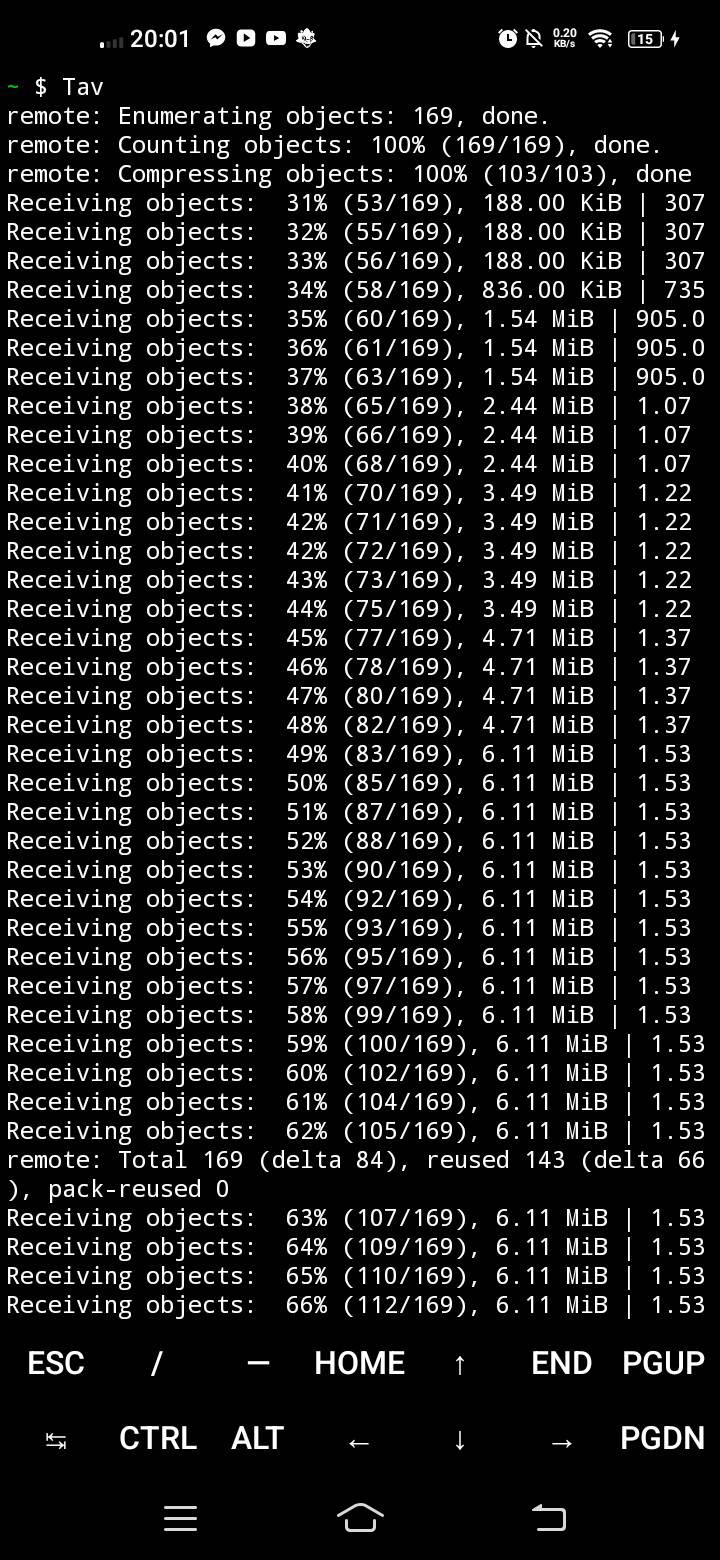 20:01 0.20 KB/s 15
~ $ Tav
remote: Enumerating objects: 169, done.
remote: Counting objects: 100% (169/169), done.
remote: Compressing objects: 100% (103/103), done
Receiving objects:  31% (53/169), 188.00 KiB | 307
Receiving objects:  32% (55/169), 188.00 KiB | 307
Receiving objects:  33% (56/169), 188.00 KiB | 307
Receiving objects:  34% (58/169), 836.00 KiB | 735
Receiving objects:  35% (60/169), 1.54 MiB | 905.0
Receiving objects:  36% (61/169), 1.54 MiB | 905.0
Receiving objects:  37% (63/169), 1.54 MiB | 905.0
Receiving objects:  38% (65/169), 2.44 MiB | 1.07
Receiving objects:  39% (66/169), 2.44 MiB | 1.07
Receiving objects:  40% (68/169), 2.44 MiB | 1.07
Receiving objects:  41% (70/169), 3.49 MiB | 1.22
Receiving objects:  42% (71/169), 3.49 MiB | 1.22
Receiving objects:  42% (72/169), 3.49 MiB | 1.22
Receiving objects:  43% (73/169), 3.49 MiB | 1.22
Receiving objects:  44% (75/169), 3.49 MiB | 1.22
Receiving objects:  45% (77/169), 4.71 MiB | 1.37
Receiving objects:  46% (78/169), 4.71 MiB | 1.37
Receiving objects:  47% (80/169), 4.71 MiB | 1.37
Receiving objects:  48% (82/169), 4.71 MiB | 1.37
Receiving objects:  49% (83/169), 6.11 MiB | 1.53
Receiving objects:  50% (85/169), 6.11 MiB | 1.53
Receiving objects:  51% (87/169), 6.11 MiB | 1.53
Receiving objects:  52% (88/169), 6.11 MiB | 1.53
Receiving objects:  53% (90/169), 6.11 MiB | 1.53
Receiving objects:  54% (92/169), 6.11 MiB | 1.53
Receiving objects:  55% (93/169), 6.11 MiB | 1.53
Receiving objects:  56% (95/169), 6.11 MiB | 1.53
Receiving objects:  57% (97/169), 6.11 MiB | 1.53
Receiving objects:  58% (99/169), 6.11 MiB | 1.53
Receiving objects:  59% (100/169), 6.11 MiB | 1.53
Receiving objects:  60% (102/169), 6.11 MiB | 1.53
Receiving objects:  61% (104/169), 6.11 MiB | 1.53
Receiving objects:  62% (105/169), 6.11 MiB | 1.53
remote: Total 169 (delta 84), reused 143 (delta 66
), pack-reused 0
Receiving objects:  63% (107/169), 6.11 MiB | 1.53
Receiving objects:  64% (109/169), 6.11 MiB | 1.53
Receiving objects:  65% (110/169), 6.11 MiB | 1.53
Receiving objects:  66% (112/169), 6.11 MiB | 1.53
ESC / — HOME ↑ END PGUP
↹ CTRL ALT ← ↓ → PGDN